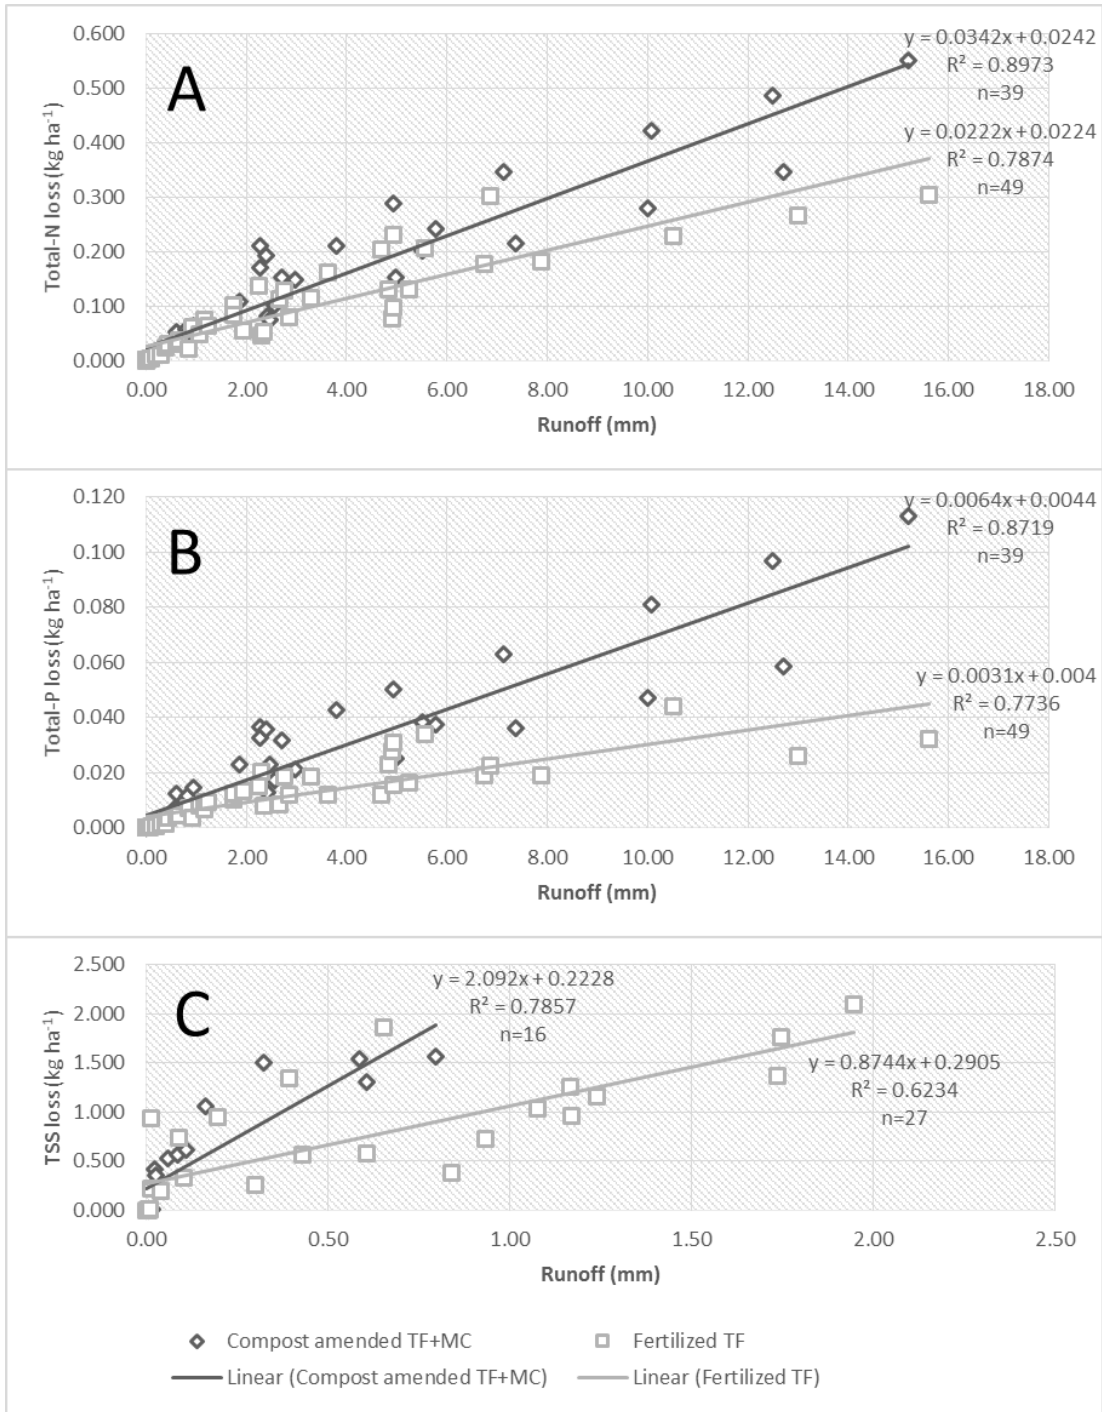 A
y = 0.0342x + 0.0242
R² = 0.8973
n=39
y = 0.0222x + 0.0224
R² = 0.7874
n=49
Total-N loss (kg ha⁻¹)
0.600
0.500
0.400
0.300
0.200
0.100
0.000
0.00 2.00 4.00 6.00 8.00 10.00 12.00 14.00 16.00 18.00
Runoff (mm)
B
y = 0.0064x + 0.0044
R² = 0.8719
n=39
y = 0.0031x + 0.004
R² = 0.7736
n=49
Total-P loss (kg ha⁻¹)
0.120
0.100
0.080
0.060
0.040
0.020
0.000
0.00 2.00 4.00 6.00 8.00 10.00 12.00 14.00 16.00 18.00
Runoff (mm)
C
y = 2.092x + 0.2228
R² = 0.7857
n=16
y = 0.8744x + 0.2905
R² = 0.6234
n=27
TSS loss (kg ha⁻¹)
2.500
2.000
1.500
1.000
0.500
0.000
0.00 0.50 1.00 1.50 2.00 2.50
Runoff (mm)
Compost amended TF+MC Fertilized TF
Linear (Compost amended TF+MC) Linear (Fertilized TF)